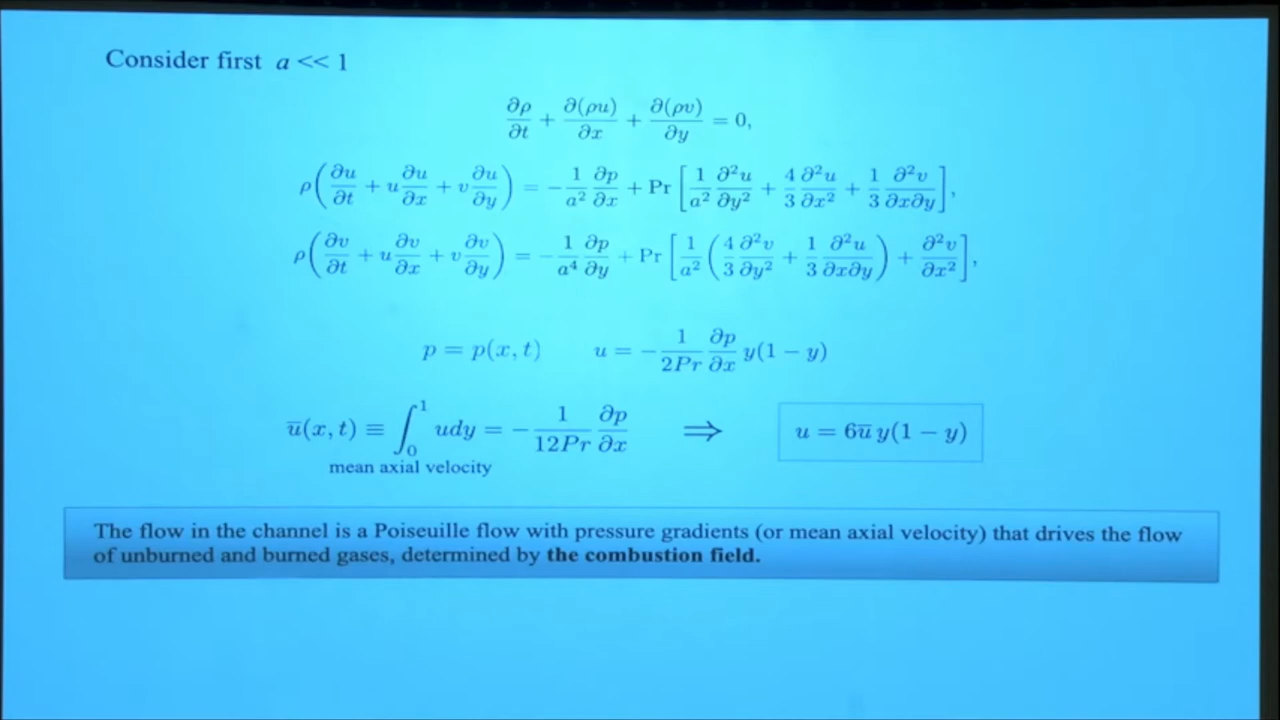 Consider first a << 1
∂ρ/∂t + ∂(ρu)/∂x + ∂(ρv)/∂y = 0,
ρ(∂u/∂t + u ∂u/∂x + v ∂u/∂y) = −1/a² ∂p/∂x + Pr [1/a² ∂²u/∂y² + 4/3 ∂²u/∂x² + 1/3 ∂²v/∂x∂y],
ρ(∂v/∂t + u ∂v/∂x + v ∂v/∂y) = −1/a⁴ ∂p/∂y + Pr [1/a² (4/3 ∂²v/∂y² + 1/3 ∂²u/∂x∂y) + ∂²v/∂x²],
p = p(x, t) u = −1/2Pr ∂p/∂x y(1 − y)
u̅(x, t) ≡ ∫₀¹ udy = −1/12Pr ∂p/∂x ⟹ u = 6u̅ y(1 − y)
mean axial velocity
The flow in the channel is a Poiseuille flow with pressure gradients (or mean axial velocity) that drives the flow
of unburned and burned gases, determined by the combustion field.